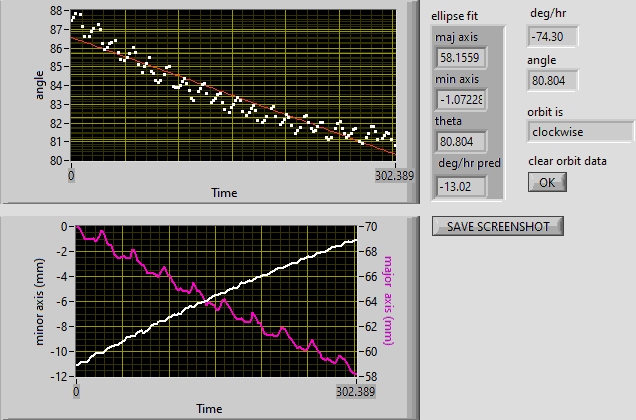 88
87
86
85
84
83
82
81
80
angle
0
302.389
Time
ellipse fit
maj axis
58.1559
min axis
-1.07228
theta
80.804
deg/hr pred
-13.02
deg/hr
-74.30
angle
80.804
orbit is
clockwise
clear orbit data
OK
SAVE SCREENSHOT
0
-2
-4
-6
-8
-10
-12
minor axis (mm)
70
68
66
64
62
60
58
major axis (mm)
0
302.389
Time